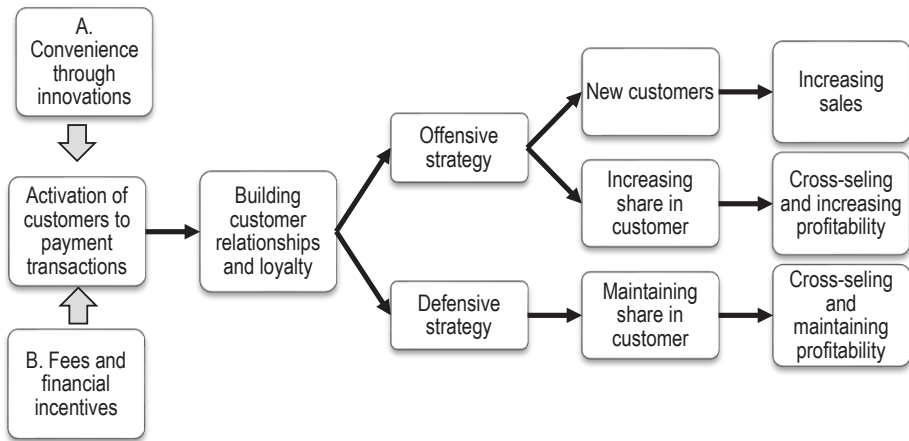 A.
Convenience
through
innovations
Activation of
customers to
payment
transactions
B. Fees and
financial
incentives
Building
customer
relationships
and loyalty
Offensive
strategy
Defensive
strategy
New customers
Increasing
share in
customer
Maintaining
share in
customer
Increasing
sales
Cross-seling
and increasing
profitability
Cross-seling
and
maintaining
profitability